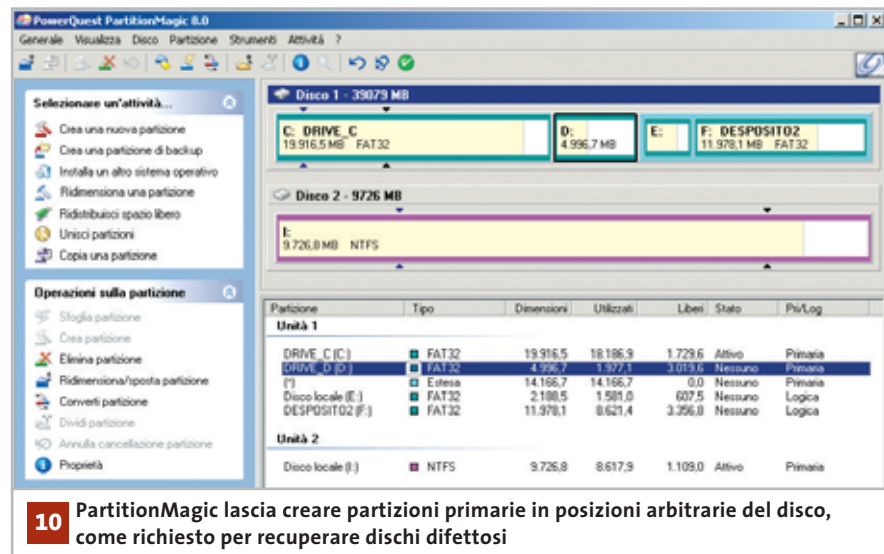 PowerQuest PartitionMagic 8.0
Generale Visualizza Disco Partizione Strumenti Attività ?
Selezionare un'attività...
Crea una nuova partizione
Crea una partizione di backup
Installa un altro sistema operativo
Ridimensiona una partizione
Ridistribuisci spazio libero
Unisci partizioni
Copia una partizione
Operazioni sulla partizione
Sfoglia partizione
Crea partizione
Elimina partizione
Ridimensiona/sposta partizione
Converti partizione
Dividi partizione
Annulla cancellazione partizione
Proprietà
Disco 1 - 39079 MB
C: DRIVE_C
19.916,5 MB FAT32
D:
4.996,7 MB
E:
F: DESPOSITO2
11.978,1 MB FAT32
Disco 2 - 9726 MB
I:
9.726,8 MB NTFS
Partizione Tipo Dimensioni Utilizzati Liberi Stato Pri/Log
Unità 1
DRIVE_C (C:) FAT32 19.916,5 18.186,9 1.729,6 Attivo Primaria
DRIVE_D (D:) FAT32 4.996,7 1.977,1 3.019,6 Nessuno Primaria
(*) Estesa 14.166,7 14.166,7 0,0 Nessuno Primaria
Disco locale (E:) FAT32 2.188,5 1.581,0 607,5 Nessuno Logica
DESPOSITO2 (F:) FAT32 11.978,1 8.621,4 3.356,8 Nessuno Logica
Unità 2
Disco locale (I:) NTFS 9.726,8 8.617,9 1.109,0 Attivo Primaria
10 PartitionMagic lascia creare partizioni primarie in posizioni arbitrarie del disco,
come richiesto per recuperare dischi difettosi